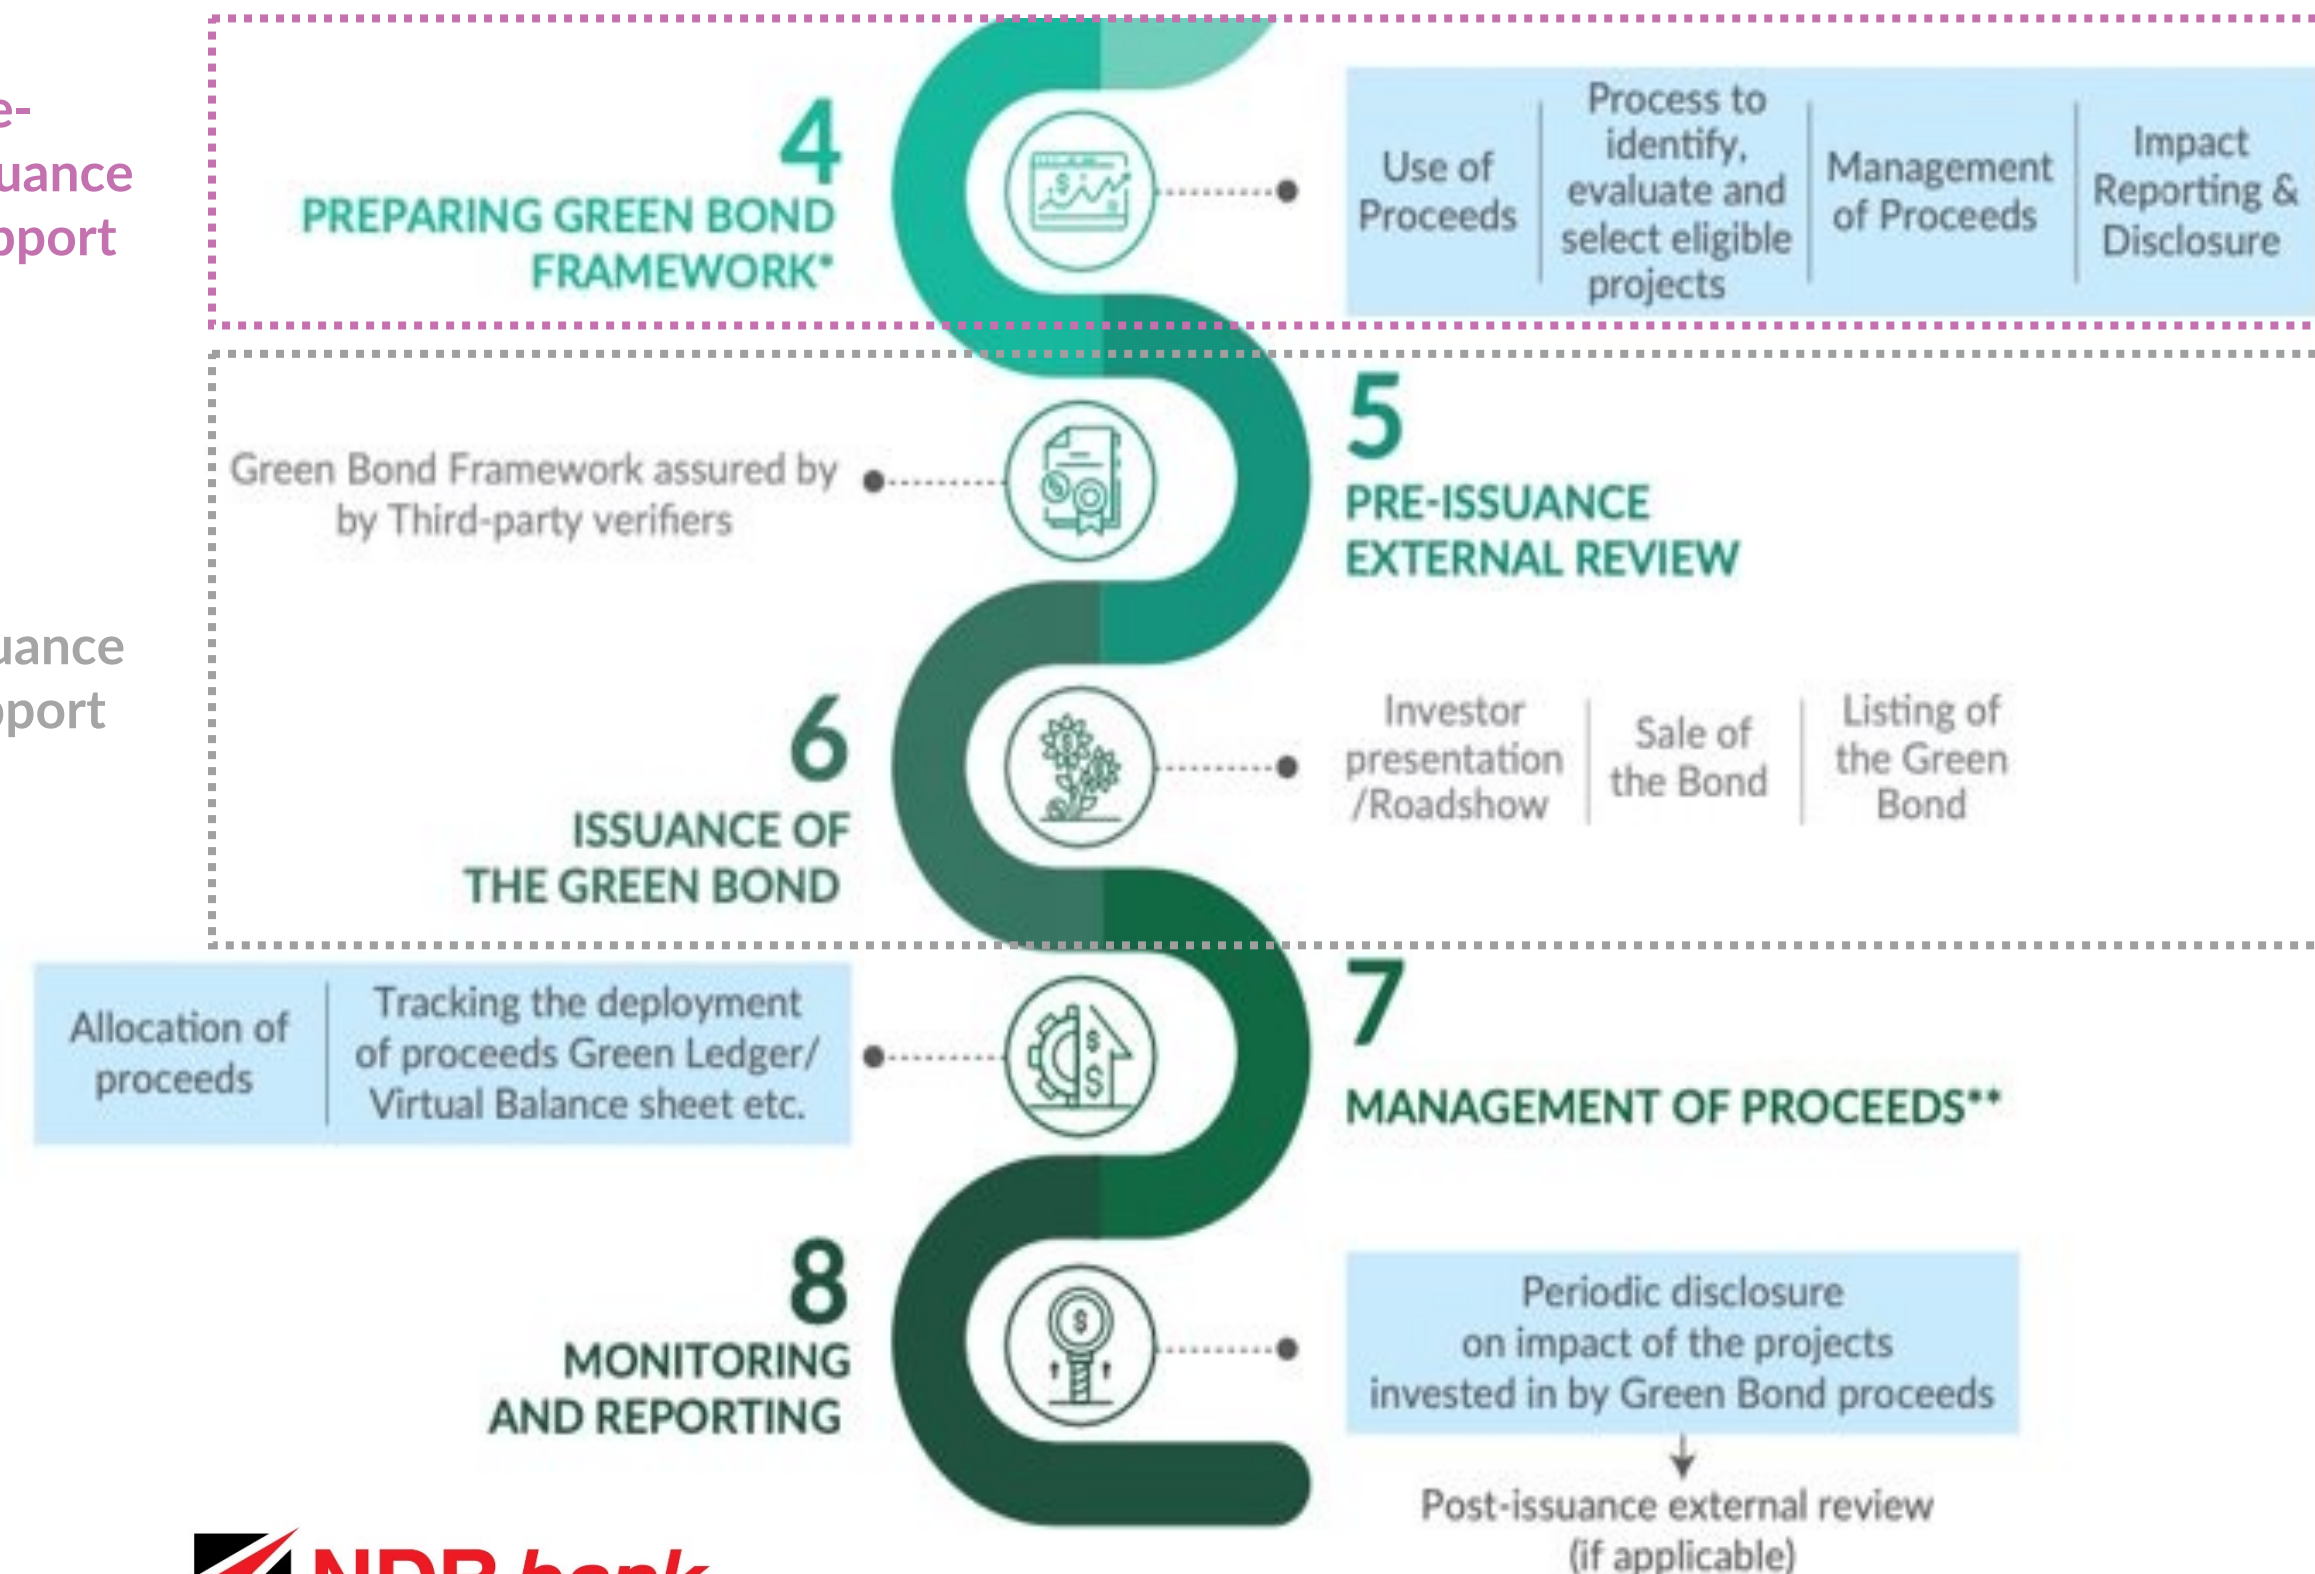 e-
uance
pport
4
PREPARING GREEN BOND
FRAMEWORK*
Use of
Proceeds
Process to
identify,
evaluate and
select eligible
projects
Management
of Proceeds
Impact
Reporting &
Disclosure
Green Bond Framework assured by
by Third-party verifiers
5
PRE-ISSUANCE
EXTERNAL REVIEW
uance
pport
6
ISSUANCE OF
THE GREEN BOND
Investor
presentation
/Roadshow
Sale of
the Bond
Listing of
the Green
Bond
Allocation of
proceeds
Tracking the deployment
of proceeds Green Ledger/
Virtual Balance sheet etc.
7
MANAGEMENT OF PROCEEDS**
8
MONITORING
AND REPORTING
Periodic disclosure
on impact of the projects
invested in by Green Bond proceeds
Post-issuance external review
(if applicable)
NDB bank